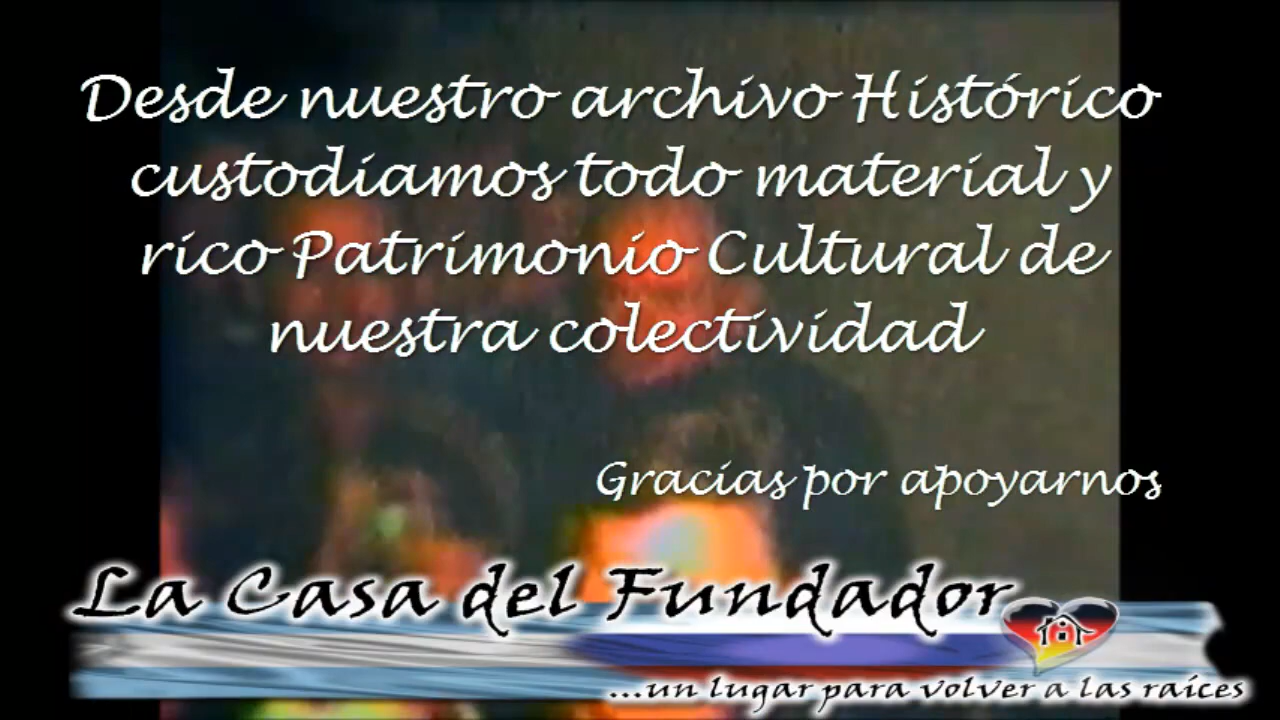 Desde nuestro archivo Histórico
custodiamos todo material y
rico Patrimonio Cultural de
nuestra colectividad
Gracias por apoyarnos
La Casa del Fundador
...un lugar para volver a las raíces